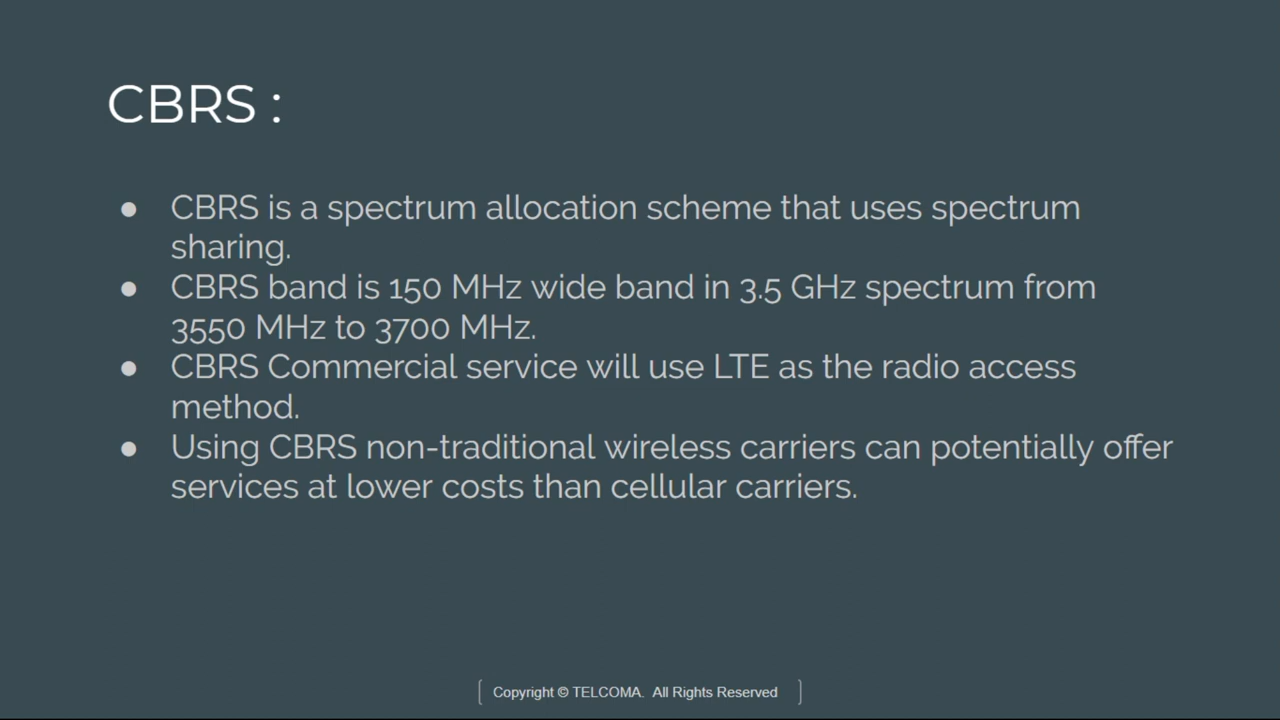 CBRS :
● CBRS is a spectrum allocation scheme that uses spectrum
sharing.
● CBRS band is 150 MHz wide band in 3.5 GHz spectrum from
3550 MHz to 3700 MHz.
● CBRS Commercial service will use LTE as the radio access
method.
● Using CBRS non-traditional wireless carriers can potentially offer
services at lower costs than cellular carriers.
[ Copyright © TELCOMA. All Rights Reserved ]